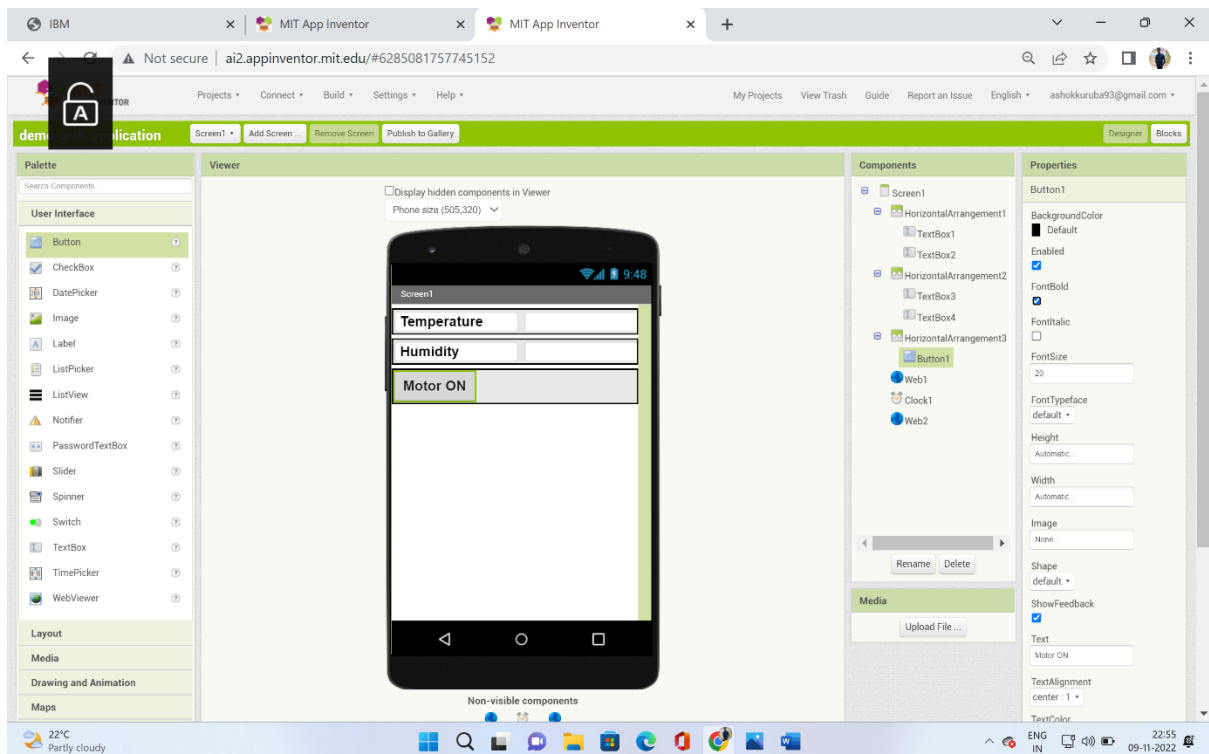 IBM
MIT App Inventor
MIT App Inventor
Not secure
ai2.appinventor.mit.edu/#6285081757745152
A
Projects
Connect
Build
Settings
Help
My Projects
View Trash
Guide
Report an Issue
English
ashokkuruba93@gmail.com
Screen1
Add Screen ...
Remove Screen
Publish to Gallery
Designer
Blocks
Palette
Search Components...
User Interface
Button
CheckBox
DatePicker
Image
Label
ListPicker
ListView
Notifier
PasswordTextBox
Slider
Spinner
Switch
TextBox
TimePicker
WebViewer
Layout
Media
Drawing and Animation
Maps
Viewer
Display hidden components in Viewer
Phone size (505,320)
9:48
Screen1
Temperature
Humidity
Motor ON
Non-visible components
Components
Screen1
HorizontalArrangement1
TextBox1
TextBox2
HorizontalArrangement2
TextBox3
TextBox4
HorizontalArrangement3
Button1
Web1
Clock1
Web2
Rename
Delete
Media
Upload File ...
Properties
Button1
BackgroundColor
Default
Enabled
FontBold
FontItalic
FontSize
20
FontTypeface
default
Height
Automatic...
Width
Automatic...
Image
None...
Shape
default
ShowFeedback
Text
Motor ON
TextAlignment
center : 1
TextColor
22°C
Partly cloudy
ENG
IN
22:55
09-11-2022